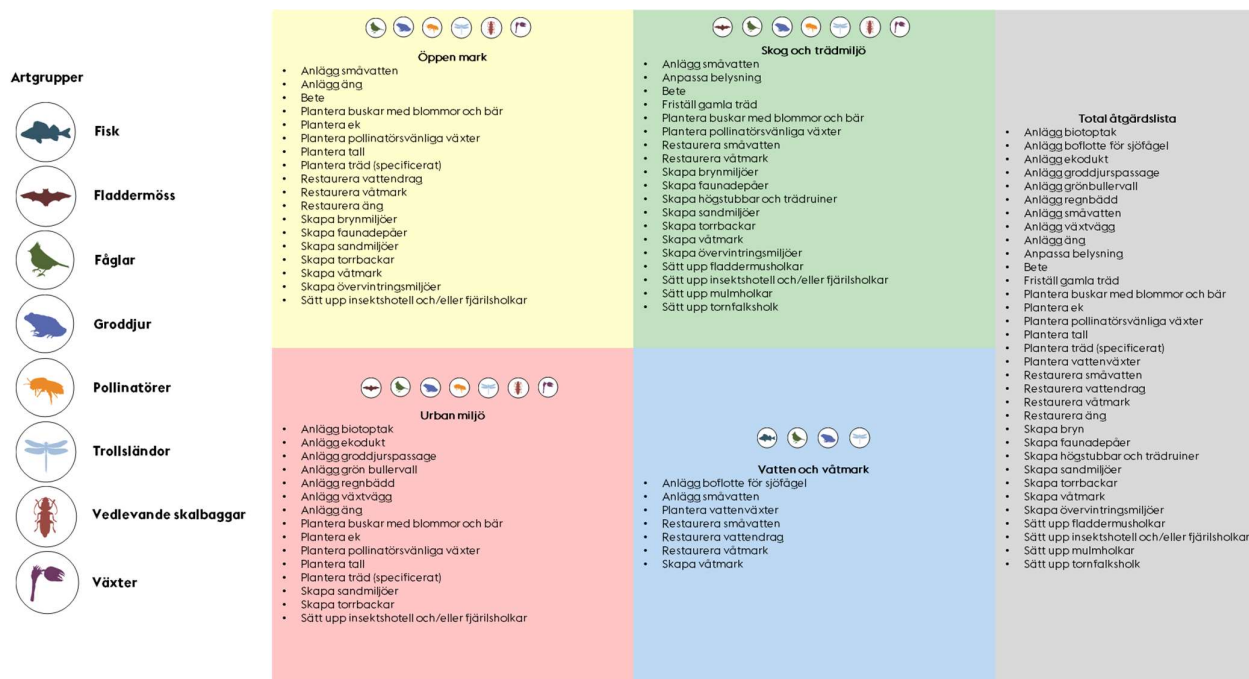 Artgrupper
Fisk
Fladdermöss
Fåglar
Groddjur
Pollinatörer
Trollsländor
Vedlevande skalbaggar
Växter
Öppen mark
• Anlägg småvatten
• Anlägg äng
• Bete
• Plantera buskar med blommor och bär
• Plantera ek
• Plantera pollinatörsvänliga växter
• Plantera tall
• Plantera träd (specificerat)
• Restaurera vattendrag
• Restaurera våtmark
• Restaurera äng
• Skapa brynmiljöer
• Skapa faunadepåer
• Skapa sandmiljöer
• Skapa torrbackar
• Skapa våtmark
• Skapa övervintringsmiljöer
• Sätt upp insektshotell och/eller fjärilsholkar
Skog och trädmiljö
• Anlägg småvatten
• Anpassa belysning
• Bete
• Friställ gamla träd
• Plantera buskar med blommor och bär
• Plantera pollinatörsvänliga växter
• Restaurera småvatten
• Restaurera våtmark
• Skapa brynmiljöer
• Skapa faunadepåer
• Skapa högstubbar och trädruiner
• Skapa sandmiljöer
• Skapa torrbackar
• Skapa våtmark
• Skapa övervintringsmiljöer
• Sätt upp fladdermusholkar
• Sätt upp insektshotell och/eller fjärilsholkar
• Sätt upp mulmholkar
• Sätt upp tornfalksholk
Urban miljö
• Anlägg biotoptak
• Anlägg ekodukt
• Anlägg groddjurspassage
• Anlägg grön bullervall
• Anlägg regnbädd
• Anlägg växtvägg
• Anlägg äng
• Plantera buskar med blommor och bär
• Plantera ek
• Plantera pollinatörsvänliga växter
• Plantera tall
• Plantera träd (specificerat)
• Skapa sandmiljöer
• Skapa torrbackar
• Sätt upp insektshotell och/eller fjärilsholkar
Vatten och våtmark
• Anlägg boflotte för sjöfågel
• Anlägg småvatten
• Plantera vattenväxter
• Restaurera småvatten
• Restaurera vattendrag
• Restaurera våtmark
• Skapa våtmark
Total åtgärdslista
• Anlägg biotoptak
• Anlägg boflotte för sjöfågel
• Anlägg ekodukt
• Anlägg groddjurspassage
• Anlägg grönbullervall
• Anlägg regnbädd
• Anlägg småvatten
• Anlägg växtvägg
• Anlägg äng
• Anpassa belysning
• Bete
• Friställ gamla träd
• Plantera buskar med blommor och bär
• Plantera ek
• Plantera pollinatörsvänliga växter
• Plantera tall
• Plantera träd (specificerat)
• Plantera vattenväxter
• Restaurera småvatten
• Restaurera vattendrag
• Restaurera våtmark
• Restaurera äng
• Skapa bryn
• Skapa faunadepåer
• Skapa högstubbar och trädruiner
• Skapa sandmiljöer
• Skapa torrbackar
• Skapa våtmark
• Skapa övervintringsmiljöer
• Sätt upp fladdermusholkar
• Sätt upp insektshotell och/eller fjärilsholkar
• Sätt upp mulmholkar
• Sätt upp tornfalksholk